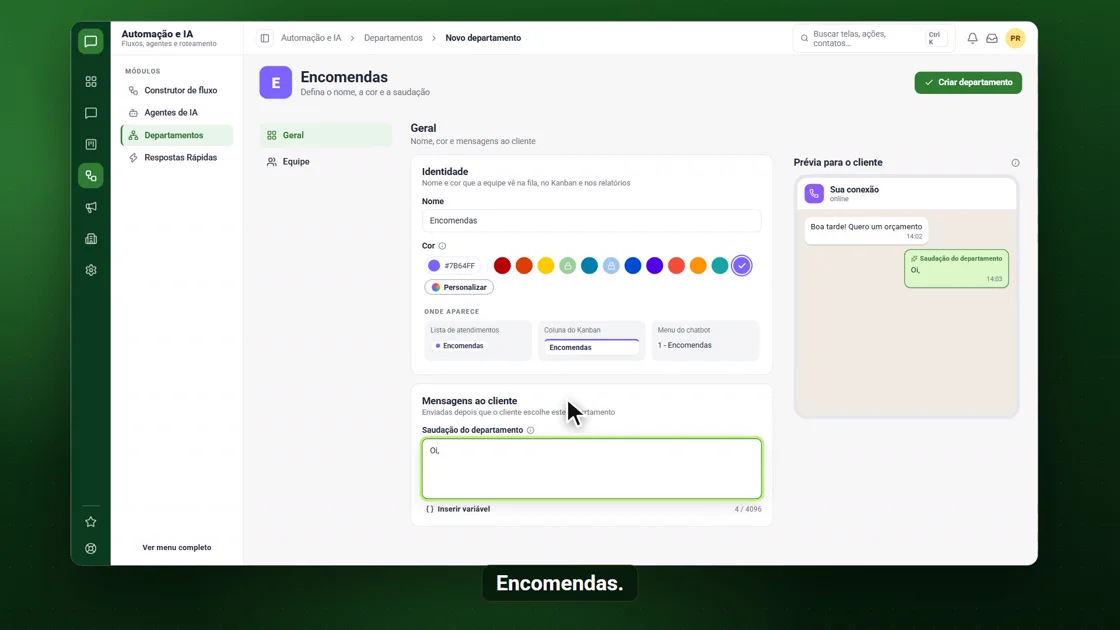 Automação e IA
Fluxos, agentes e roteamento
MÓDULOS
Construtor de fluxo
Agentes de IA
Departamentos
Respostas Rápidas
Ver menu completo
Automação e IA > Departamentos > Novo departamento
Buscar telas, ações, contatos...
Ctrl K
PR
E
Encomendas
Defina o nome, a cor e a saudação
Criar departamento
Geral
Equipe
Geral
Nome, cor e mensagens ao cliente
Identidade
Nome e cor que a equipe vê na fila, no Kanban e nos relatórios
Nome
Encomendas
Cor
#7B64FF
Personalizar
ONDE APARECE
Lista de atendimentos
Encomendas
Coluna do Kanban
Encomendas
Menu do chatbot
1 - Encomendas
Mensagens ao cliente
Enviadas depois que o cliente escolhe este departamento
Saudação do departamento
Oi,
{ } Inserir variável
4 / 4096
Prévia para o cliente
Sua conexão
online
Boa tarde! Quero um orçamento
14:02
Saudação do departamento
Oi,
14:03
Encomendas.